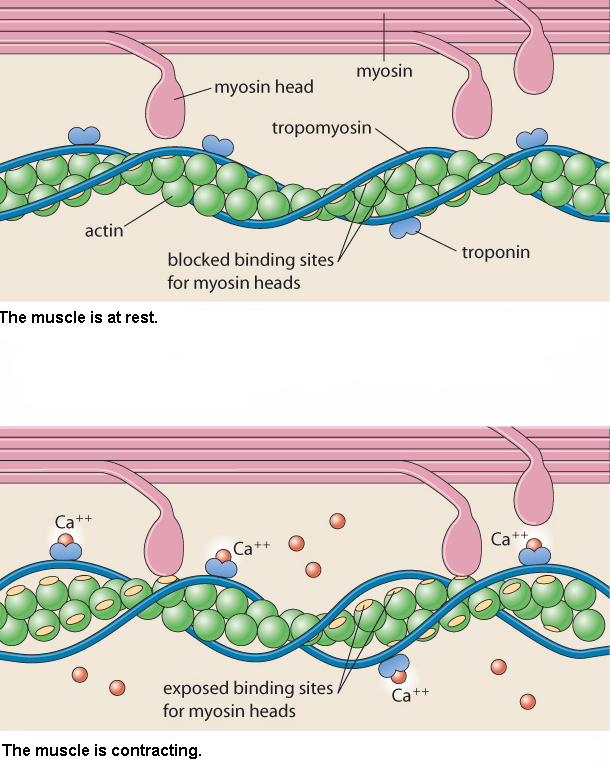 myosin
myosin head
tropomyosin
actin
blocked binding sites
for myosin heads
troponin
The muscle is at rest.
Ca++
Ca++
Ca++
Ca++
exposed binding sites
for myosin heads
The muscle is contracting.